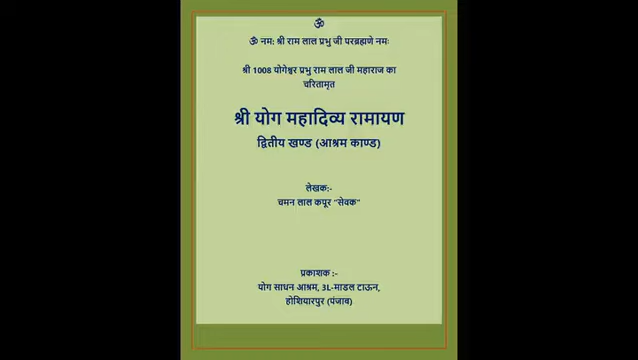 ॐ
ॐ नम: श्री राम लाल प्रभु जी परब्रह्मणे नमः
श्री 1008 योगेश्वर प्रभु राम लाल जी महाराज का
चरितामृत
श्री योग महादिव्य रामायण
द्वितीय खण्ड (आश्रम काण्ड)
लेखक:-
चमन लाल कपूर “सेवक”
प्रकाशक :-
योग साधन आश्रम, 3L-माडल टाऊन,
होशियारपुर (पंजाब)